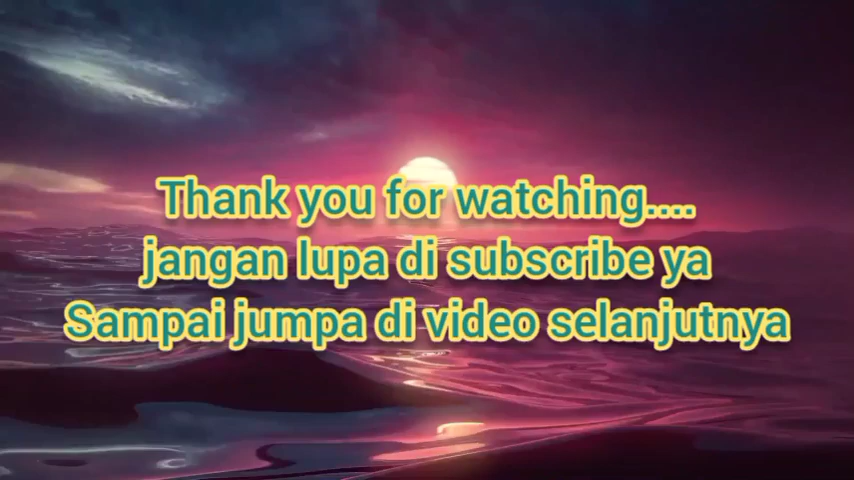 Thank you for watching....
jangan lupa di subscribe ya
Sampai jumpa di video selanjutnya